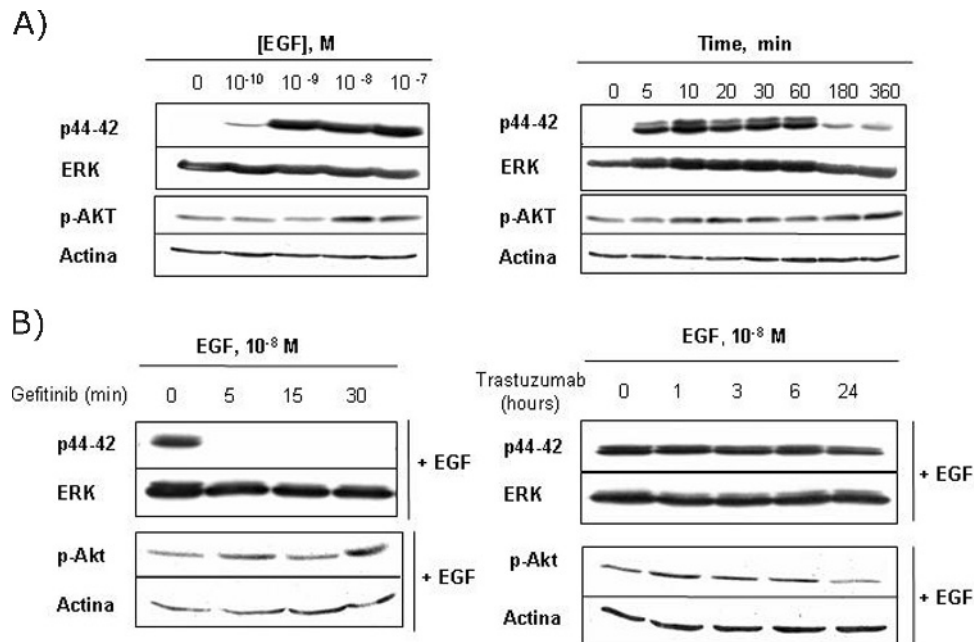 A)
[EGF], M
0 10⁻¹⁰ 10⁻⁹ 10⁻⁸ 10⁻⁷
p44-42
ERK
p-AKT
Actina
Time, min
0 5 10 20 30 60 180 360
p44-42
ERK
p-AKT
Actina
B)
EGF, 10⁻⁸ M
Gefitinib (min) 0 5 15 30
p44-42
ERK
+ EGF
p-Akt
Actina
+ EGF
EGF, 10⁻⁸ M
Trastuzumab
(hours)
0 1 3 6 24
p44-42
ERK
+ EGF
p-Akt
Actina
+ EGF